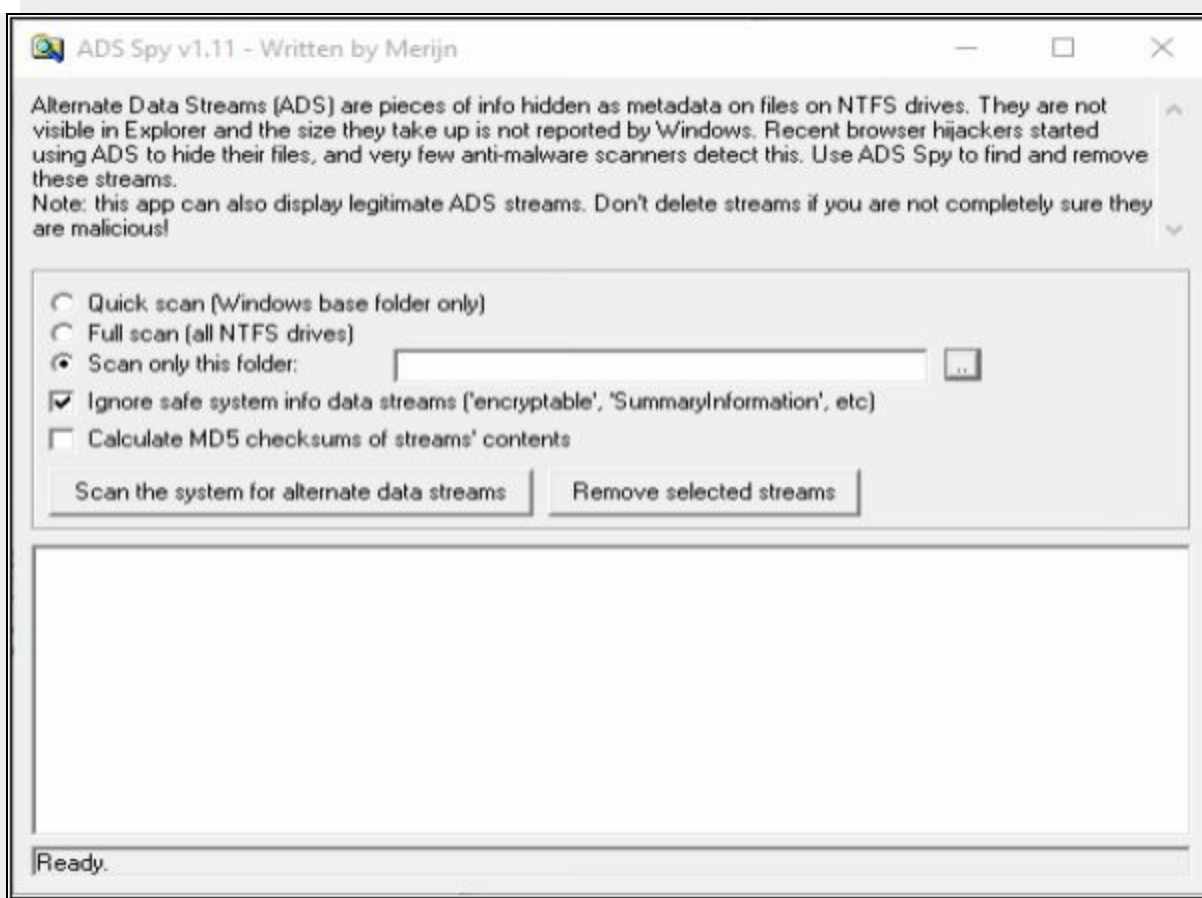 ADS Spy v1.11 - Written by Merijn
Alternate Data Streams (ADS) are pieces of info hidden as metadata on files on NTFS drives. They are not
visible in Explorer and the size they take up is not reported by Windows. Recent browser hijackers started
using ADS to hide their files, and very few anti-malware scanners detect this. Use ADS Spy to find and remove
these streams.
Note: this app can also display legitimate ADS streams. Don't delete streams if you are not completely sure they
are malicious!
Quick scan (Windows base folder only)
Full scan (all NTFS drives)
Scan only this folder:
..
Ignore safe system info data streams ('encryptable', 'SummaryInformation', etc)
Calculate MD5 checksums of streams' contents
Scan the system for alternate data streams
Remove selected streams
Ready.